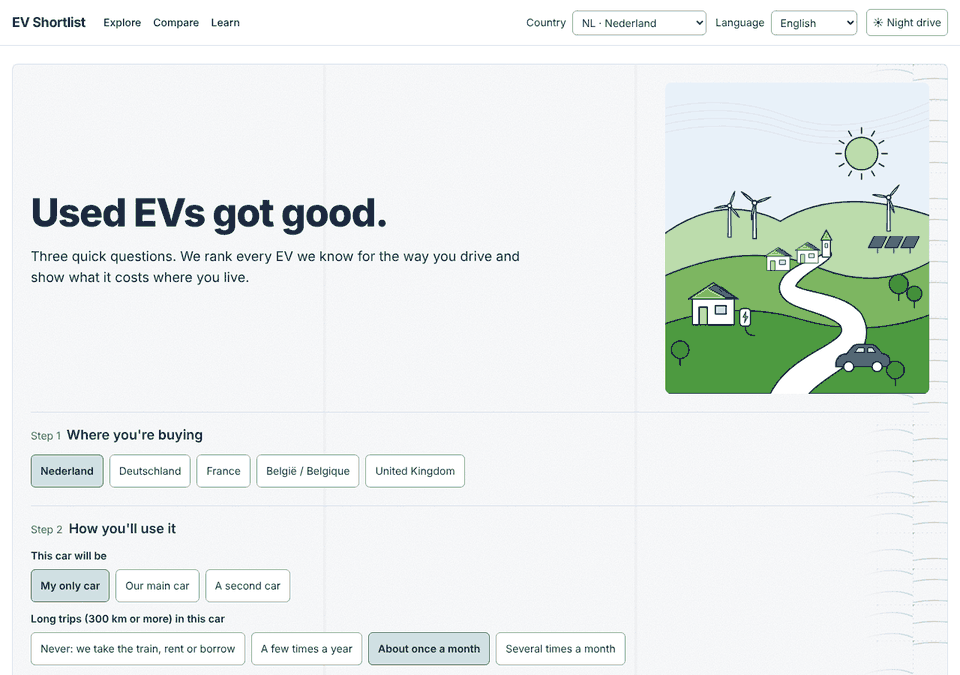 EV Shortlist Explore Compare Learn Country NL · Nederland Language English ☀ Night drive
Used EVs got good.
Three quick questions. We rank every EV we know for the way you drive and
show what it costs where you live.
Step 1 Where you're buying
Nederland Deutschland France België / Belgique United Kingdom
Step 2 How you'll use it
This car will be
My only car Our main car A second car
Long trips (300 km or more) in this car
Never: we take the train, rent or borrow A few times a year About once a month Several times a month